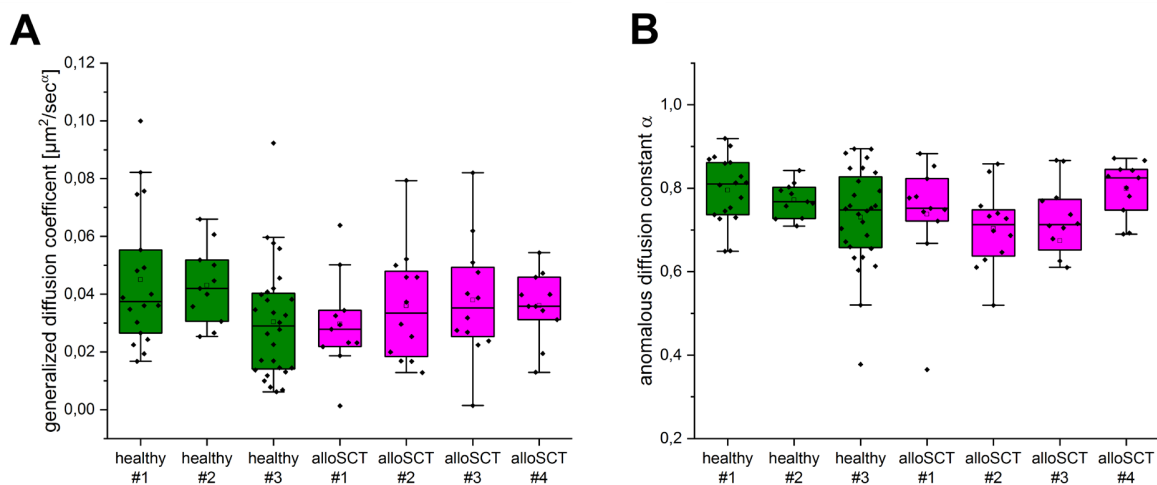 A
generalized diffusion coefficent [µm²/sec^α]
0,12
0,10
0,08
0,06
0,04
0,02
0,00
healthy healthy healthy alloSCT alloSCT alloSCT alloSCT
#1 #2 #3 #1 #2 #3 #4
B
anomalous diffusion constant α
1,0
0,8
0,6
0,4
0,2
healthy healthy healthy alloSCT alloSCT alloSCT alloSCT
#1 #2 #3 #1 #2 #3 #4